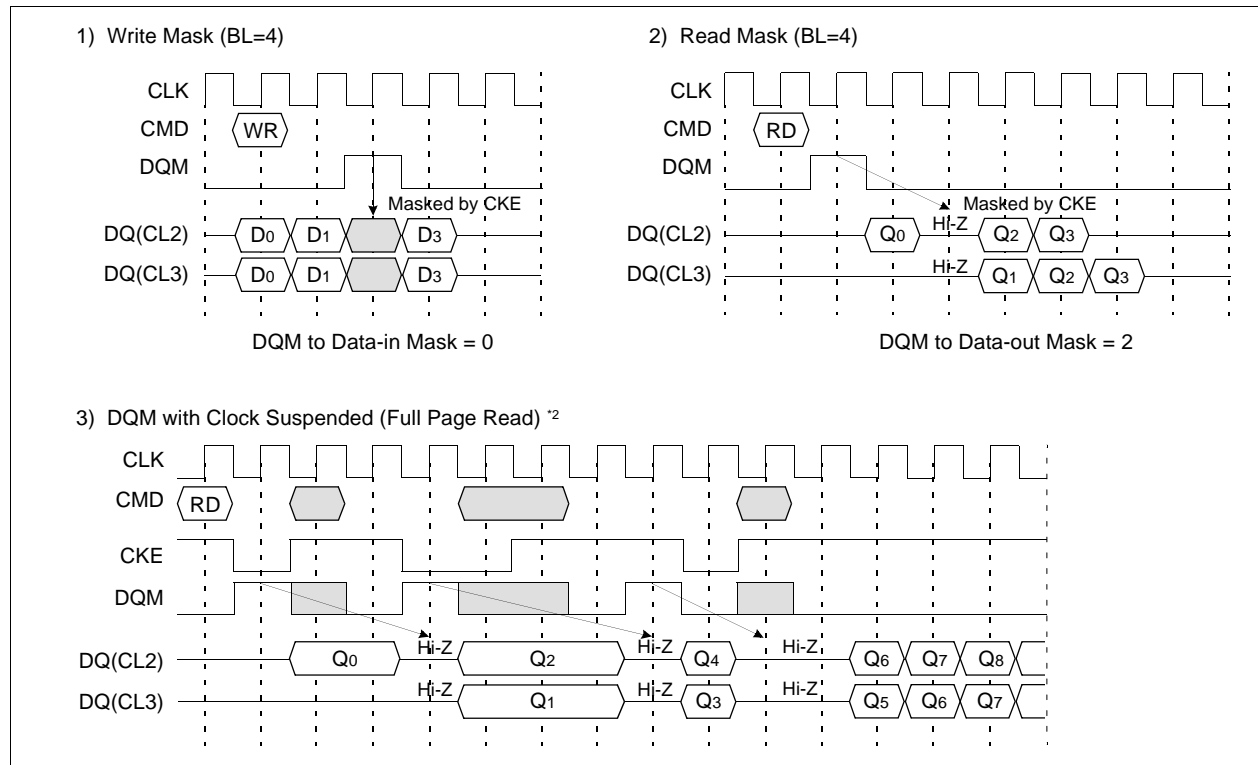 1) Write Mask (BL=4)
CLK
CMD WR
DQM
Masked by CKE
DQ(CL2) D0 D1 D3
DQ(CL3) D0 D1 D3
DQM to Data-in Mask = 0
2) Read Mask (BL=4)
CLK
CMD RD
DQM
Masked by CKE
DQ(CL2) Q0 Hi-Z Q2 Q3
DQ(CL3) Hi-Z Q1 Q2 Q3
DQM to Data-out Mask = 2
3) DQM with Clock Suspended (Full Page Read) *2
CLK
CMD RD
CKE
DQM
DQ(CL2) Q0 Hi-Z Q2 Hi-Z Q4 Hi-Z Q6 Q7 Q8
DQ(CL3) Hi-Z Q1 Hi-Z Q3 Hi-Z Q5 Q6 Q7